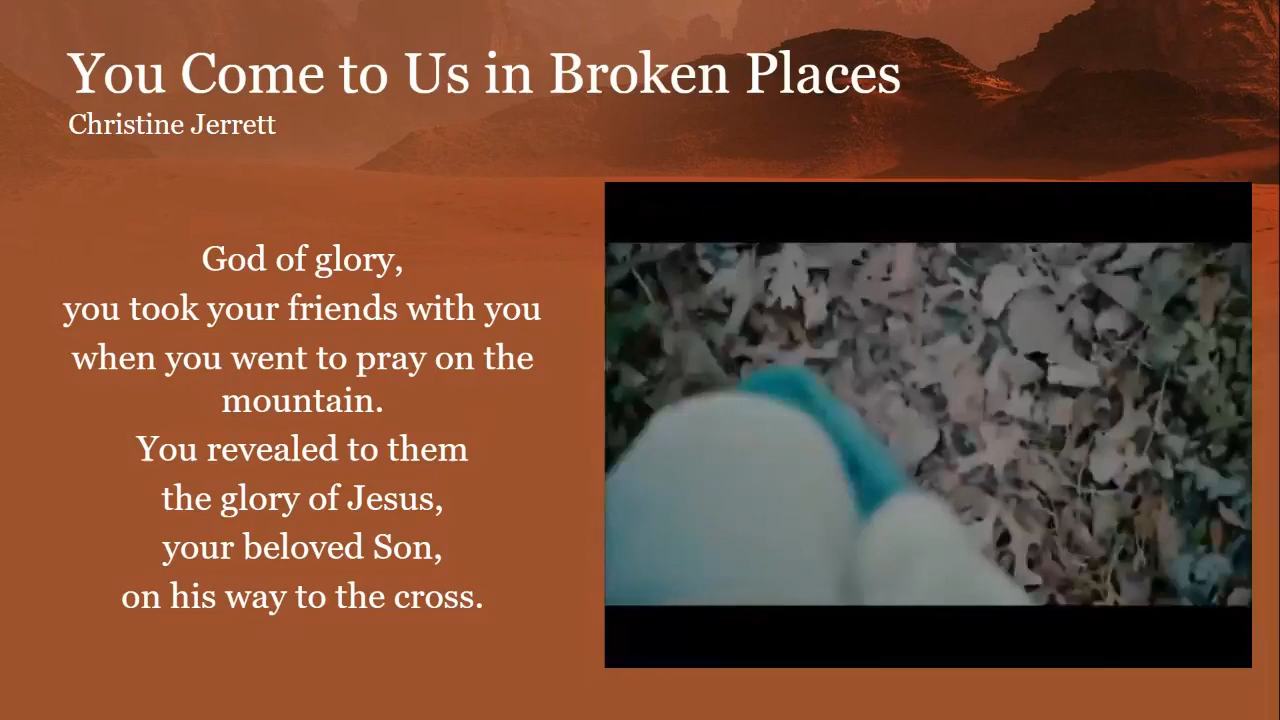 You Come to Us in Broken Places
Christine Jerrett
God of glory,
you took your friends with you
when you went to pray on the
mountain.
You revealed to them
the glory of Jesus,
your beloved Son,
on his way to the cross.